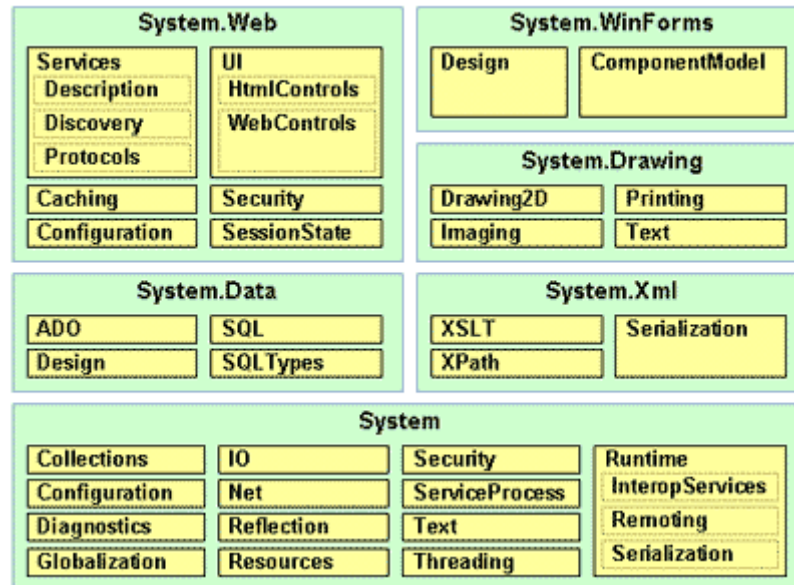 System.Web
Services
Description
Discovery
Protocols
UI
HtmlControls
WebControls
Caching
Security
Configuration
SessionState
System.WinForms
Design
ComponentModel
System.Drawing
Drawing2D
Printing
Imaging
Text
System.Data
ADO
SQL
Design
SQLTypes
System.Xml
XSLT
Serialization
XPath
System
Collections
IO
Security
Runtime
Configuration
Net
ServiceProcess
InteropServices
Diagnostics
Reflection
Text
Remoting
Globalization
Resources
Threading
Serialization